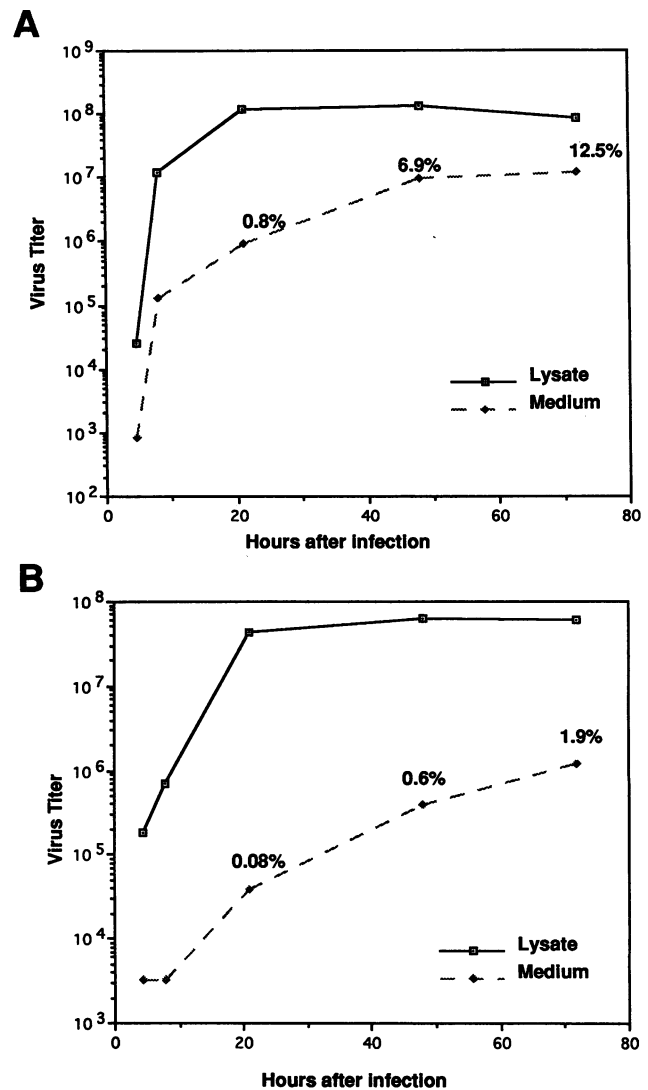 A
10^9
10^8
10^7
10^6
10^5
10^4
10^3
10^2
Virus Titer
0.8%
6.9%
12.5%
Lysate
Medium
0 20 40 60 80
Hours after infection
B
10^8
10^7
10^6
10^5
10^4
10^3
Virus Titer
0.08%
0.6%
1.9%
Lysate
Medium
0 20 40 60 80
Hours after infection